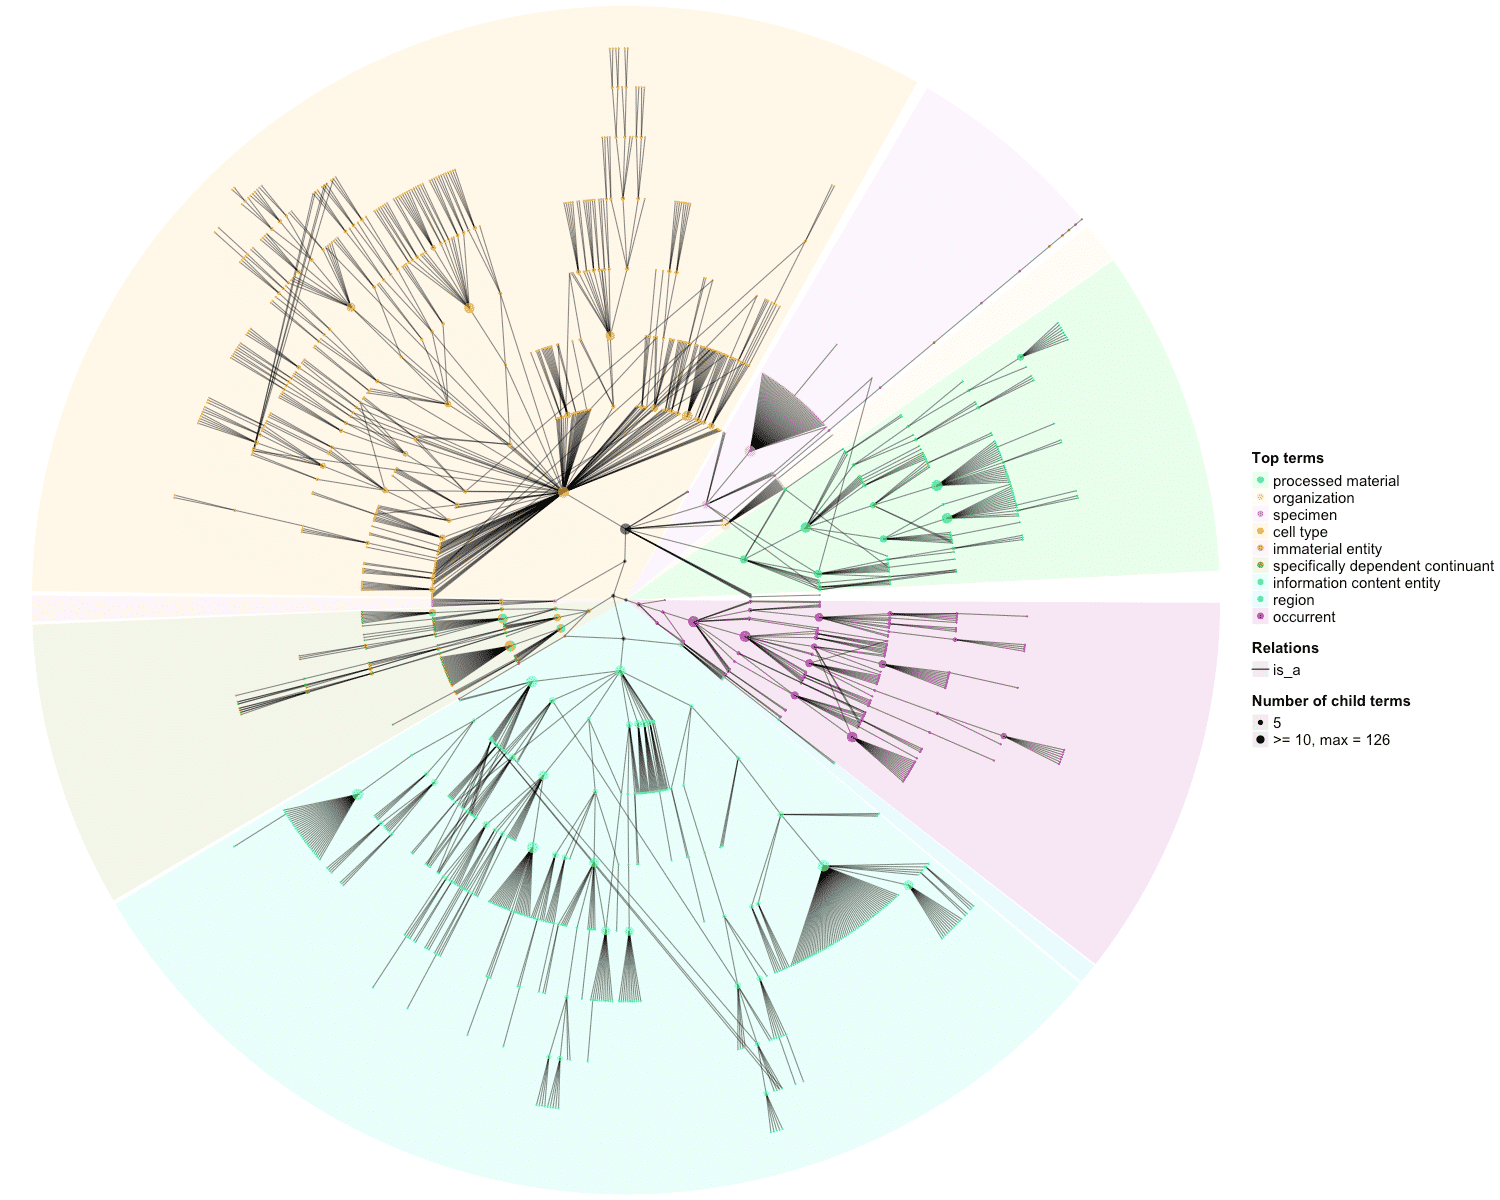 Top terms
processed material
organization
specimen
cell type
immaterial entity
specifically dependent continuant
information content entity
region
occurrent
Relations
is_a
Number of child terms
5
>= 10, max = 126